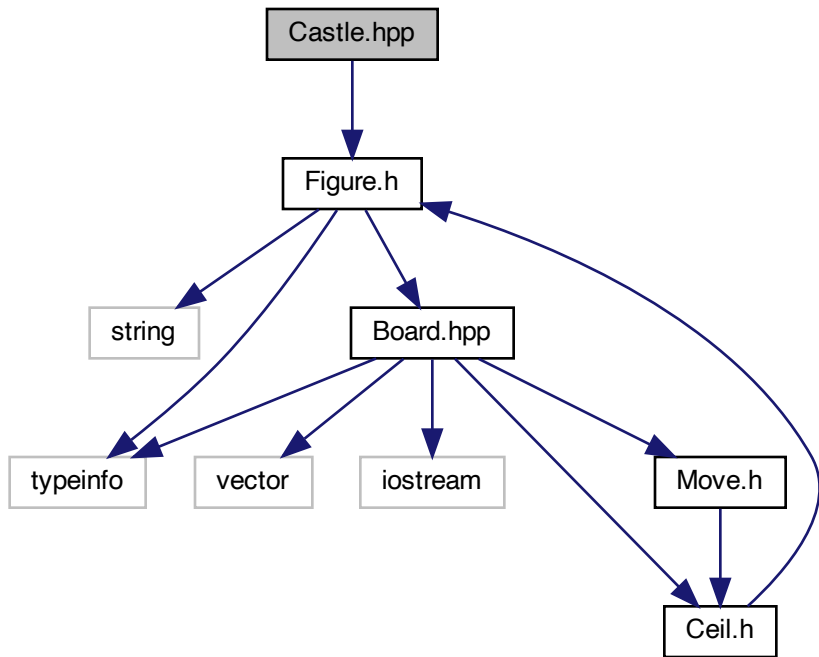 Castle.hpp
Figure.h
string
Board.hpp
typeinfo
vector
iostream
Move.h
Ceil.h